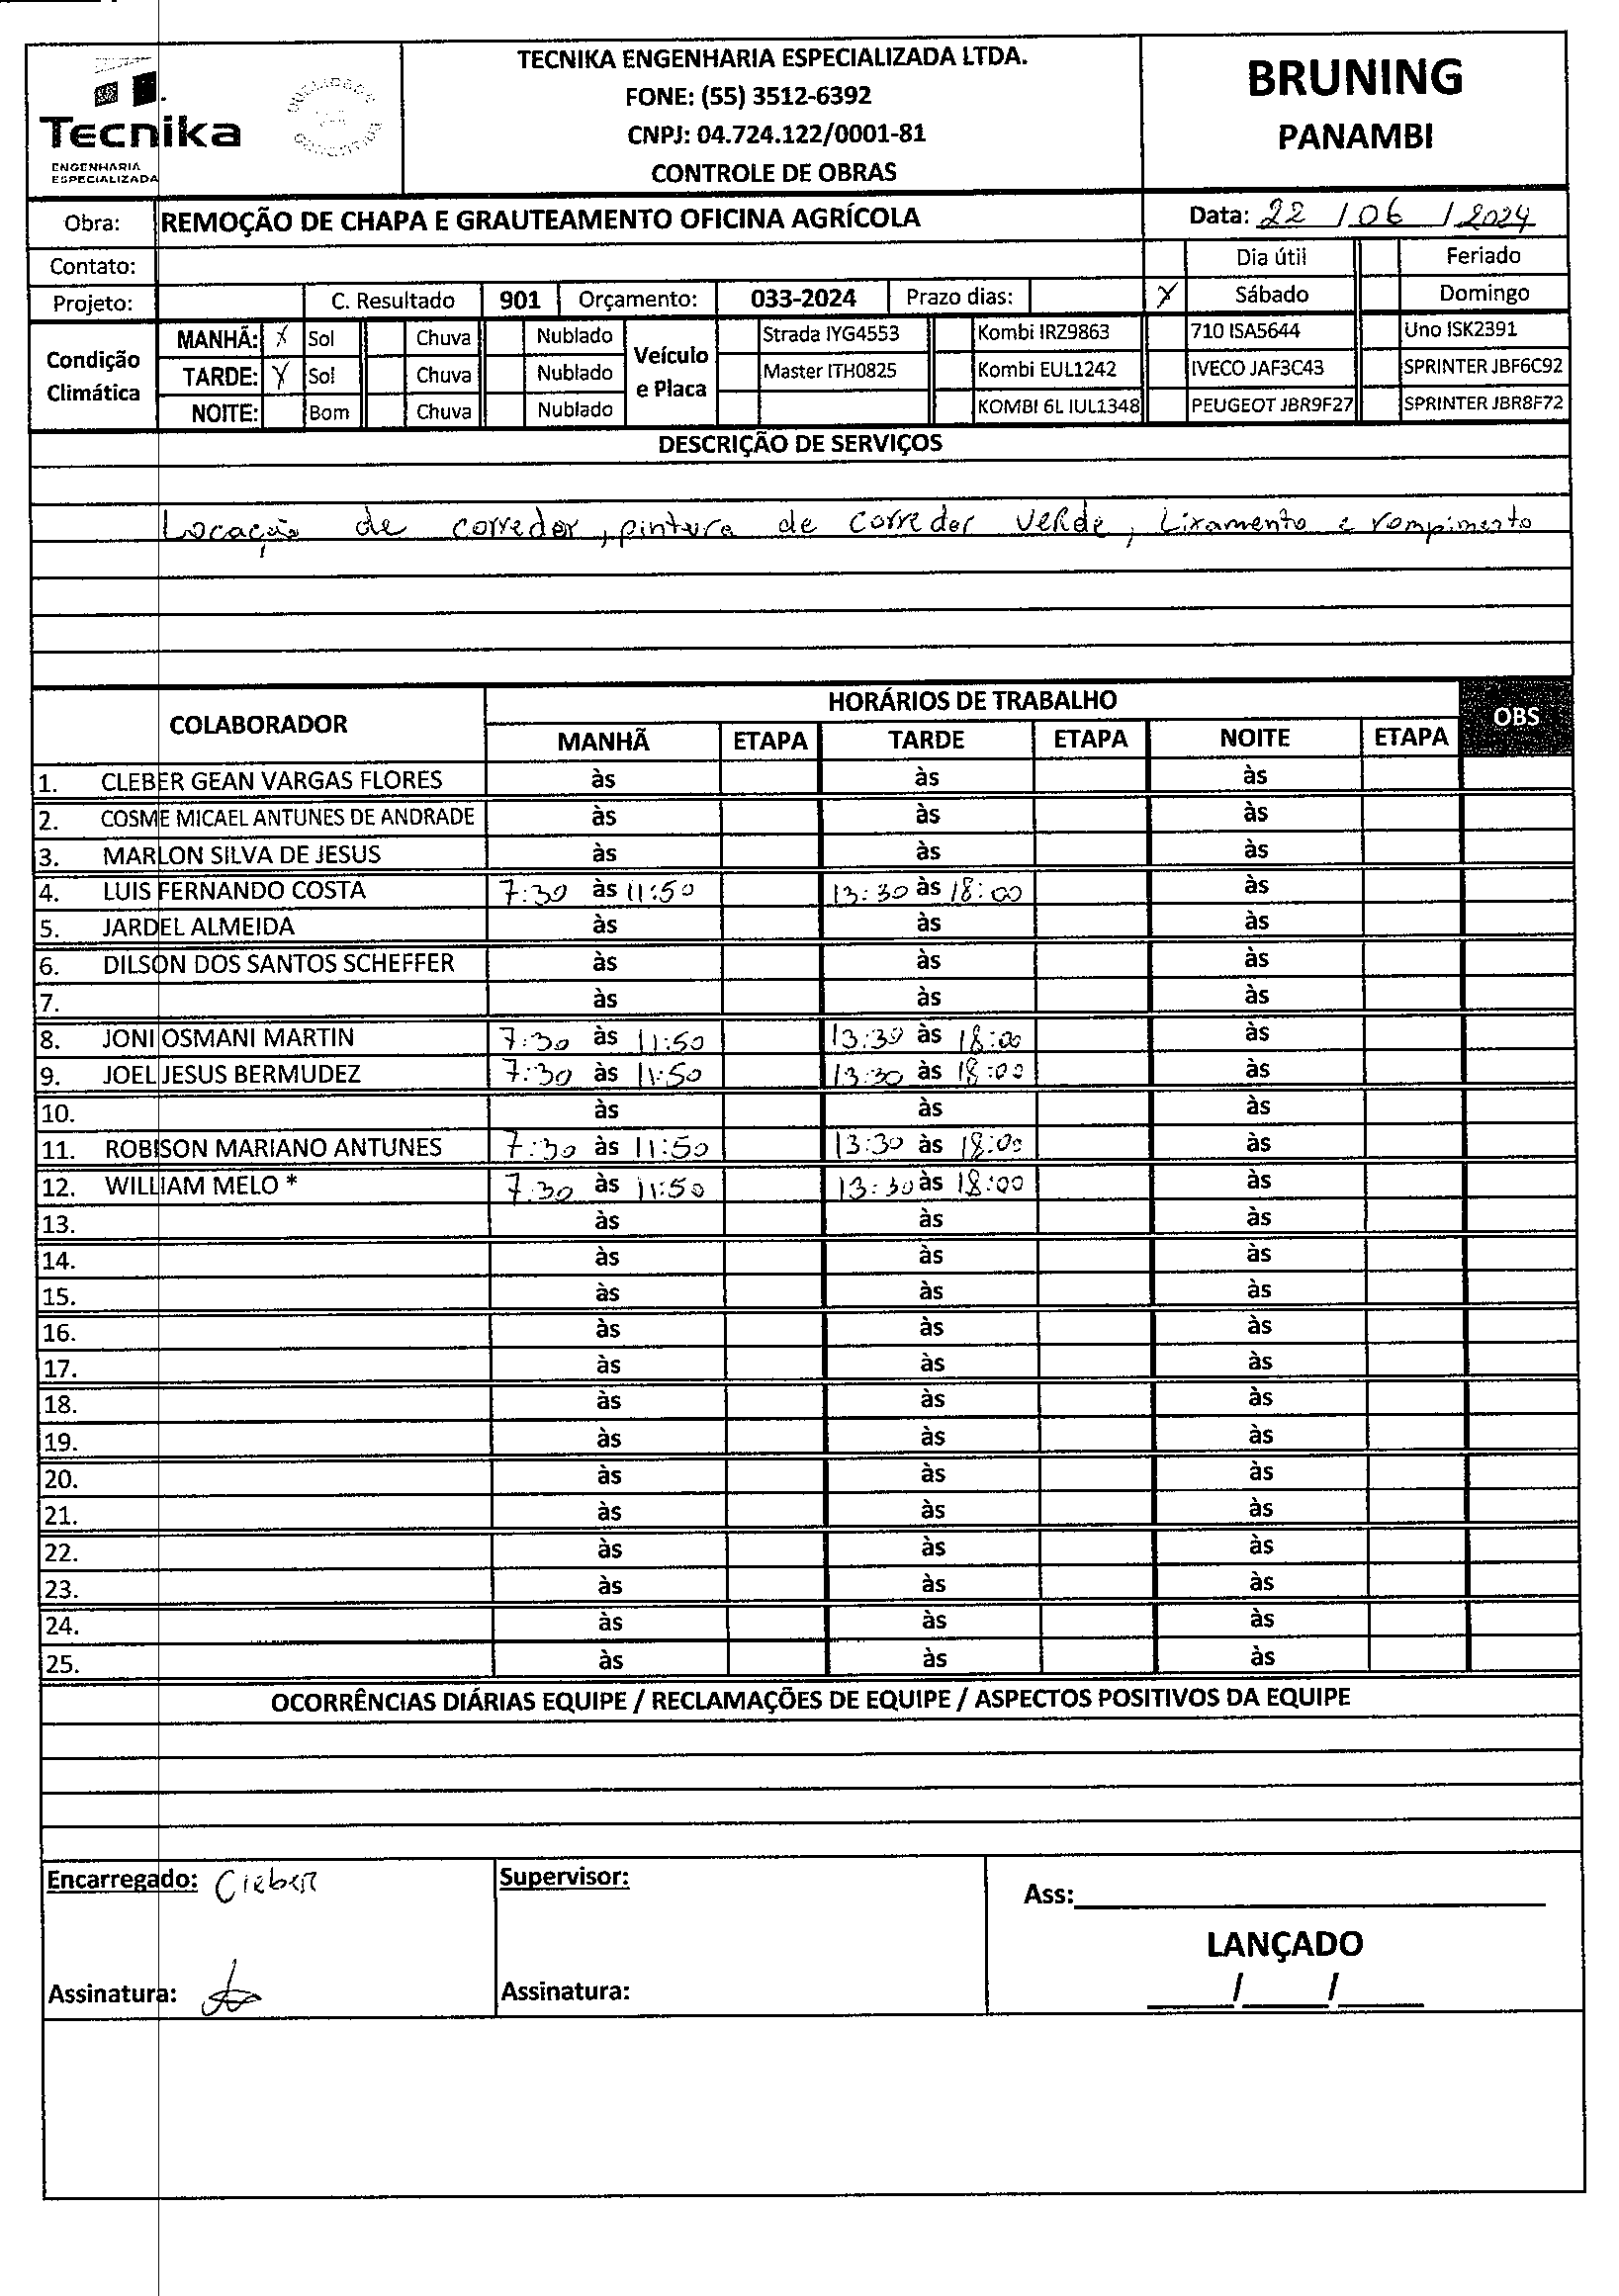 TECNIKA ENGENHARIA ESPECIALIZADA LTDA.
FONE: (55) 3512-6392
CNPJ: 04.724.122/0001-81
CONTROLE DE OBRAS
Tecnika
ENGENHARIA
ESPECIALIZADA
BRUNING
PANAMBI
Obra: REMOÇÃO DE CHAPA E GRAUTEAMENTO OFICINA AGRÍCOLA Data: 22 / 06 / 2024
Contato: Dia útil Feriado
Projeto: C. Resultado 901 Orçamento: 033-2024 Prazo dias: X Sábado Domingo
Condição Climática
MANHÃ: X Sol Chuva Nublado
TARDE: X Sol Chuva Nublado
NOITE: Bom Chuva Nublado
Veículo e Placa
Strada IYG4553 Kombi IRZ9863 710 ISA5644 Uno ISK2391
Master ITH0825 Kombi EUL1242 IVECO JAF3C43 SPRINTER JBF6C92
KOMBI 6L IUL1348 PEUGEOT JBR9F27 SPRINTER JBR8F72
DESCRIÇÃO DE SERVIÇOS
Locação de corredor, pintura de corredor verde, Lixamento e rompimento
COLABORADOR HORÁRIOS DE TRABALHO OBS
MANHÃ ETAPA TARDE ETAPA NOITE ETAPA
1. CLEBER GEAN VARGAS FLORES às às às
2. COSME MICAEL ANTUNES DE ANDRADE às às às
3. MARLON SILVA DE JESUS às às às
4. LUIS FERNANDO COSTA 7:30 às 11:50 13:30 às 18:00 às
5. JARDEL ALMEIDA às às às
6. DILSON DOS SANTOS SCHEFFER às às às
7. às às às
8. JONI OSMANI MARTIN 7:30 às 11:50 13:30 às 18:00 às
9. JOEL JESUS BERMUDEZ 7:30 às 11:50 13:30 às 18:00 às
10. às às às
11. ROBISON MARIANO ANTUNES 7:30 às 11:50 13:30 às 18:00 às
12. WILLIAM MELO * 7:30 às 11:50 13:30 às 18:00 às
13. às às às
14. às às às
15. às às às
16. às às às
17. às às às
18. às às às
19. às às às
20. às às às
21. às às às
22. às às às
23. às às às
24. às às às
25. às às às
OCORRÊNCIAS DIÁRIAS EQUIPE / RECLAMAÇÕES DE EQUIPE / ASPECTOS POSITIVOS DA EQUIPE
Encarregado: Cleber Supervisor: Ass:
LANÇADO
Assinatura: Assinatura: / /